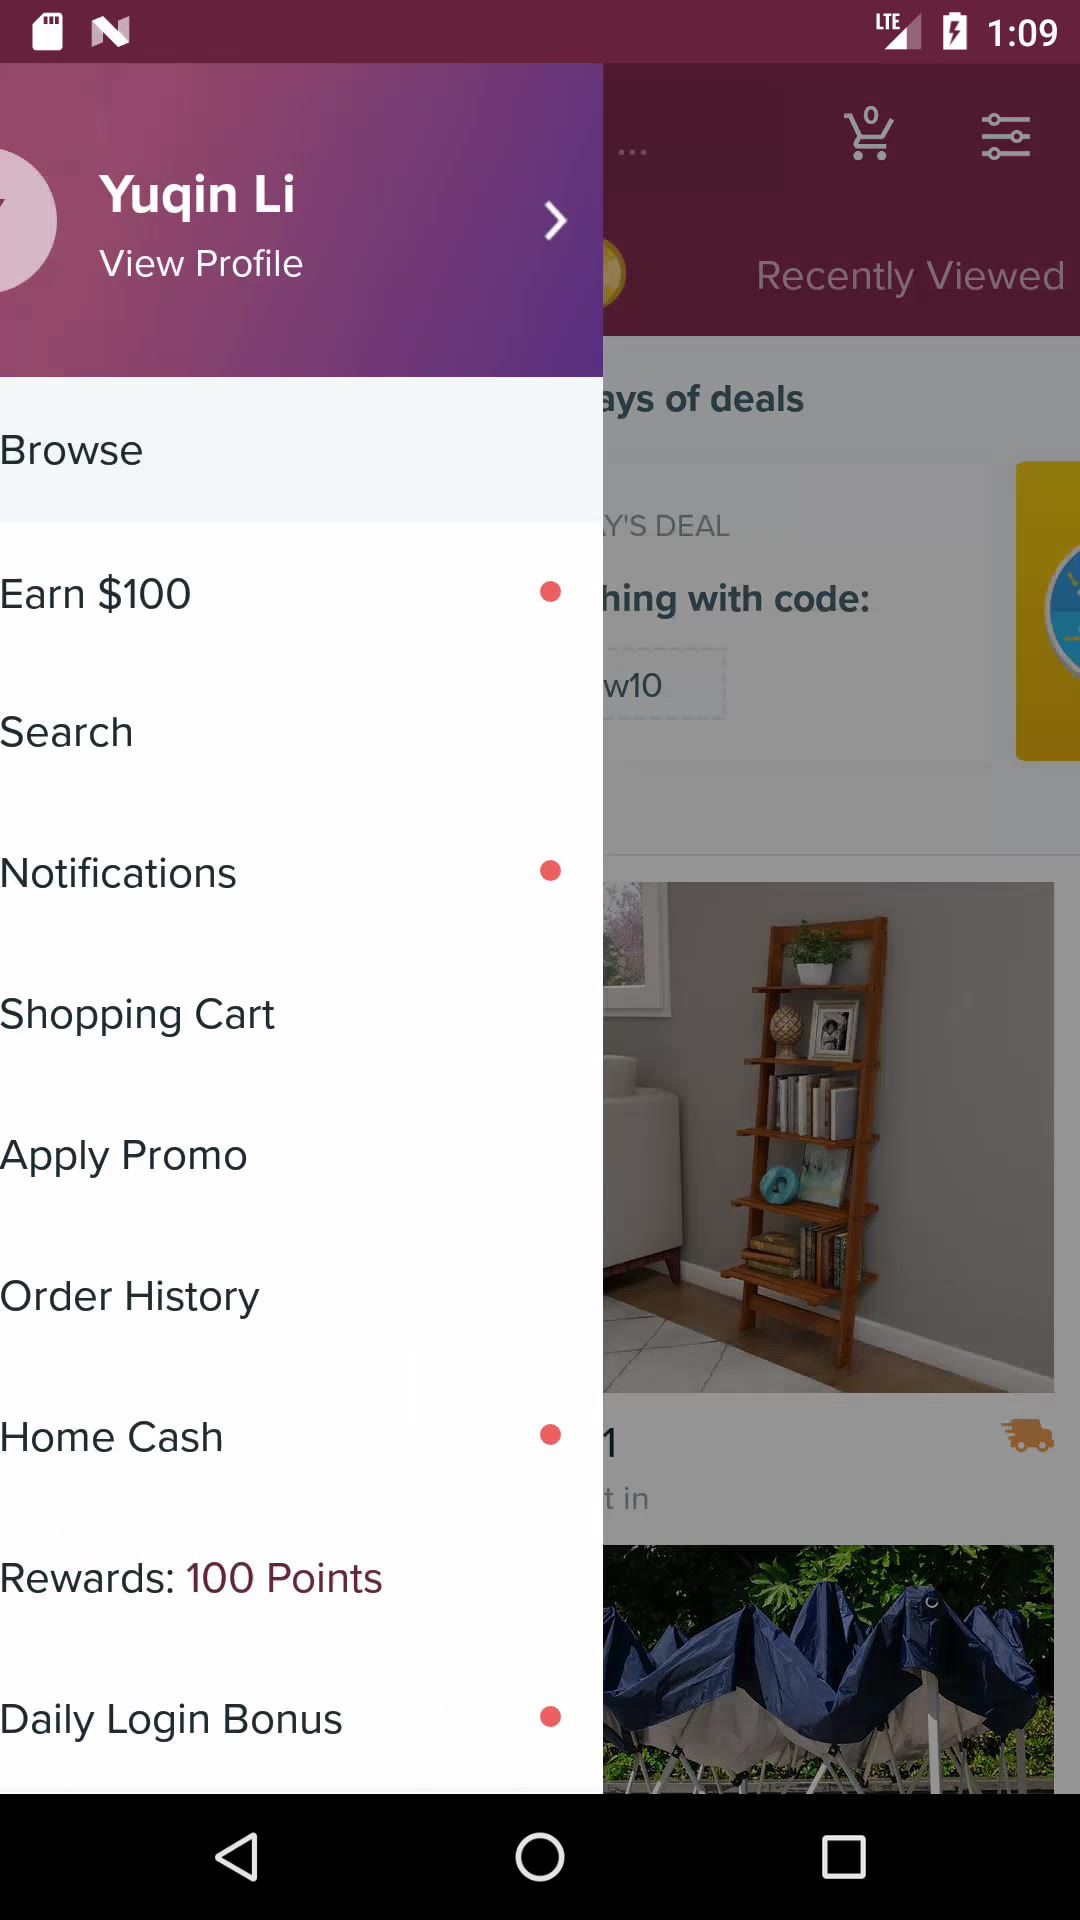 LTE 1:09
0
...
Yuqin Li
View Profile
Recently Viewed
Browse
ays of deals
Earn $100
Y'S DEAL
hing with code:
w10
Search
Notifications
Shopping Cart
Apply Promo
Order History
Home Cash
1
t in
Rewards: 100 Points
Daily Login Bonus